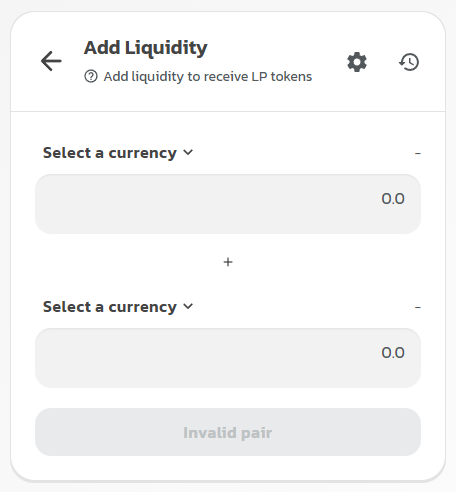 Add Liquidity
Add liquidity to receive LP tokens
Select a currency
-
0.0
+
Select a currency
-
0.0
Invalid pair